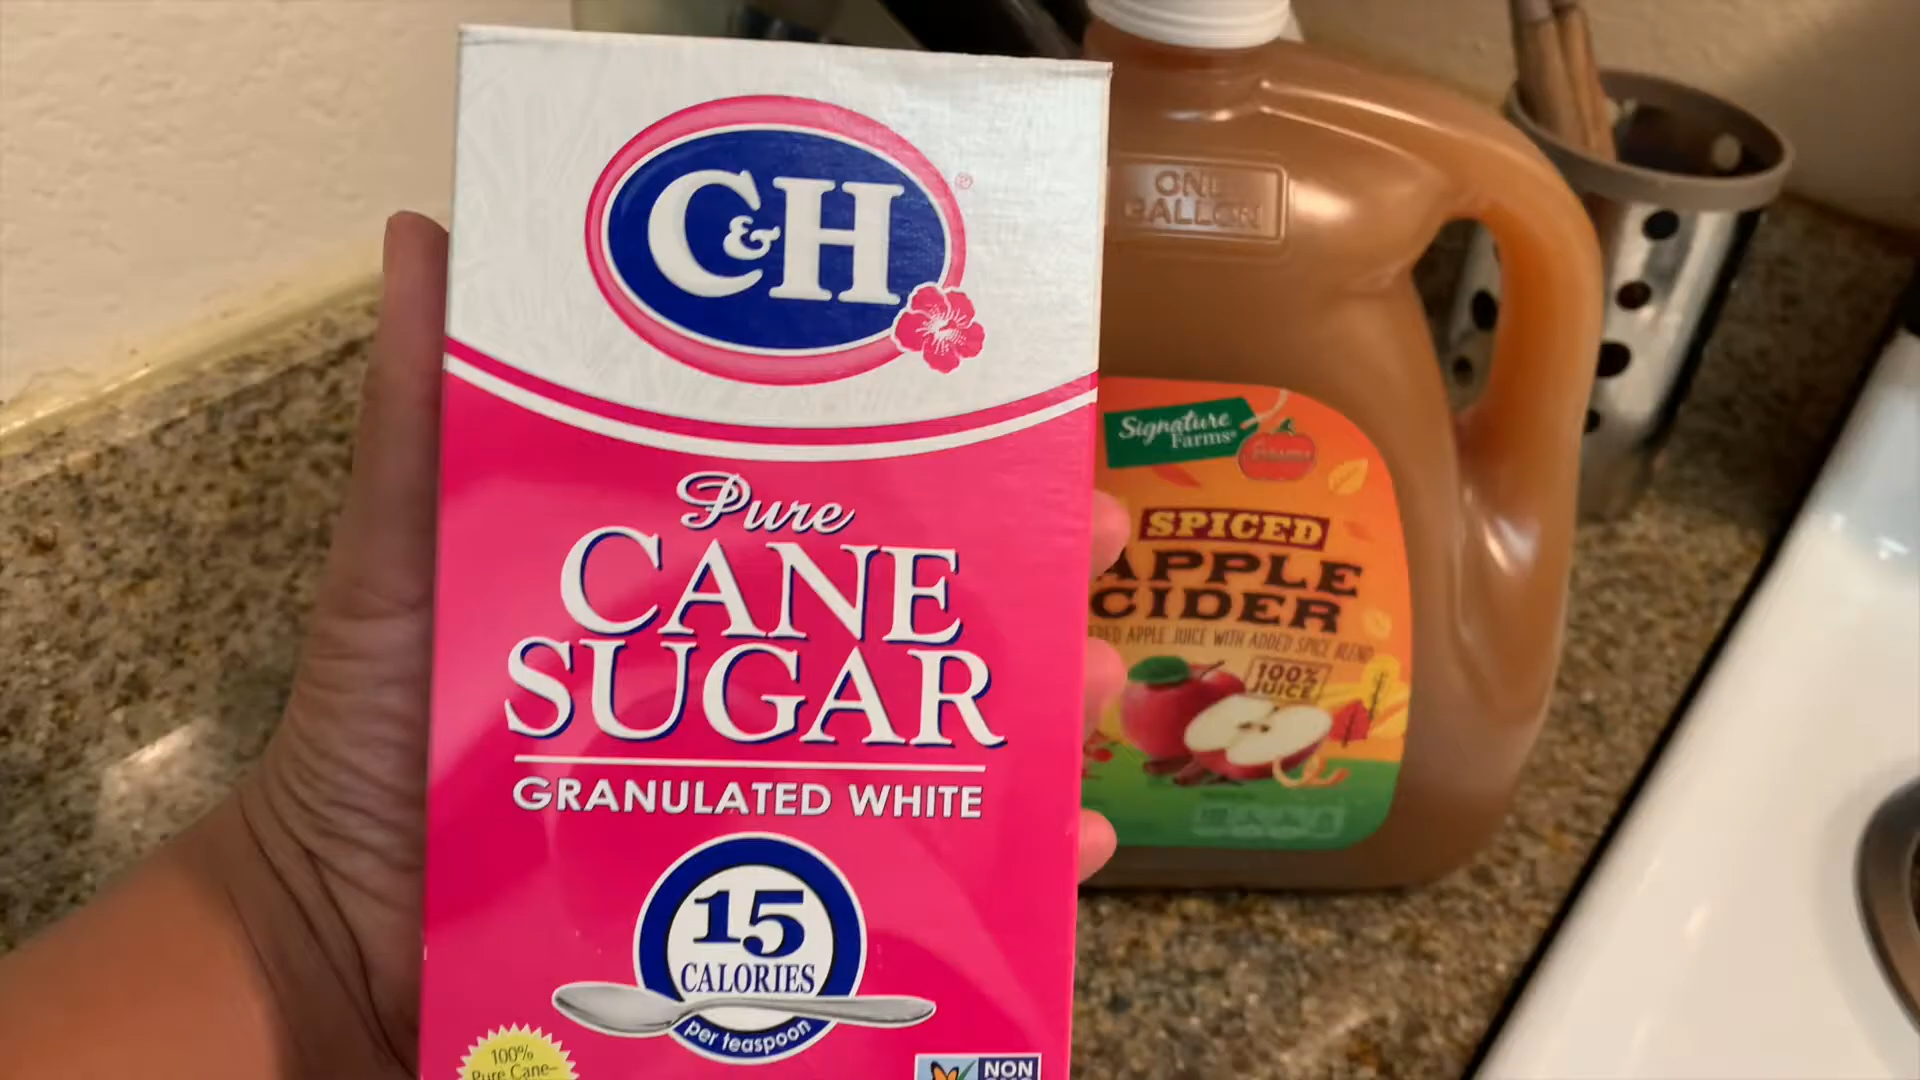 C&H
®
Pure
CANE
SUGAR
GRANULATED WHITE
15
CALORIES
per teaspoon
100%
Pure Cane–
NON
ONE
GALLON
Signature
Farms®
SPICED
APPLE
CIDER
APPLE JUICE WITH ADDED SPICE BLEND
100%
JUICE